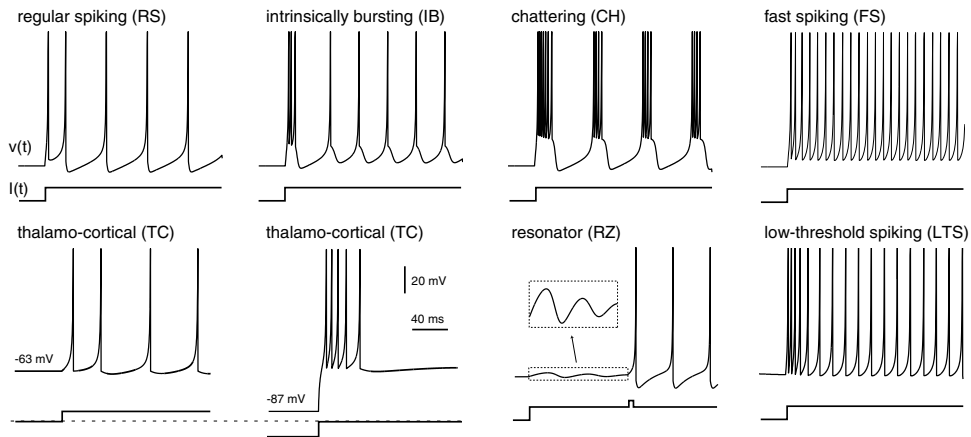 regular spiking (RS)
intrinsically bursting (IB)
chattering (CH)
fast spiking (FS)
v(t)
I(t)
thalamo-cortical (TC)
thalamo-cortical (TC)
resonator (RZ)
low-threshold spiking (LTS)
20 mV
40 ms
-63 mV
-87 mV